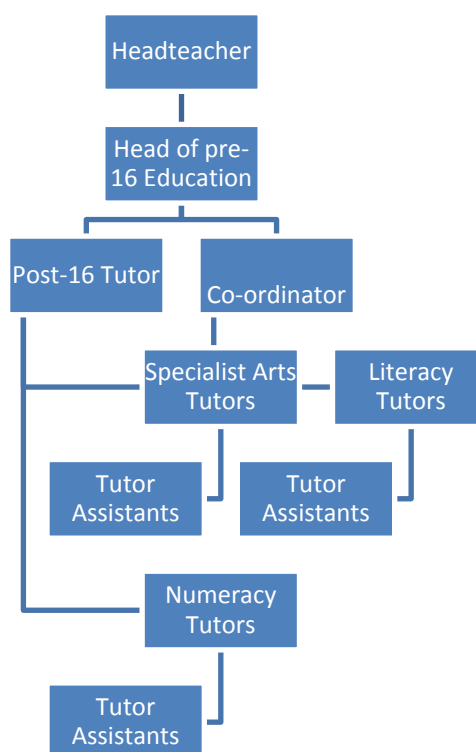 Headteacher
Head of pre-
16 Education
Post-16 Tutor
Co-ordinator
Specialist Arts
Tutors
Literacy
Tutors
Tutor
Assistants
Tutor
Assistants
Numeracy
Tutors
Tutor
Assistants